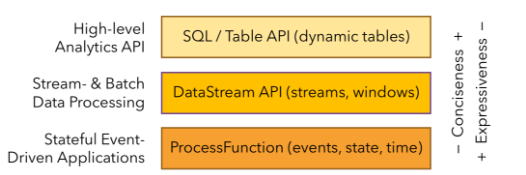 High-level
Analytics API
SQL / Table API (dynamic tables)
Stream- & Batch
Data Processing
DataStream API (streams, windows)
Stateful Event-
Driven Applications
ProcessFunction (events, state, time)
− Conciseness +
+ Expressiveness −